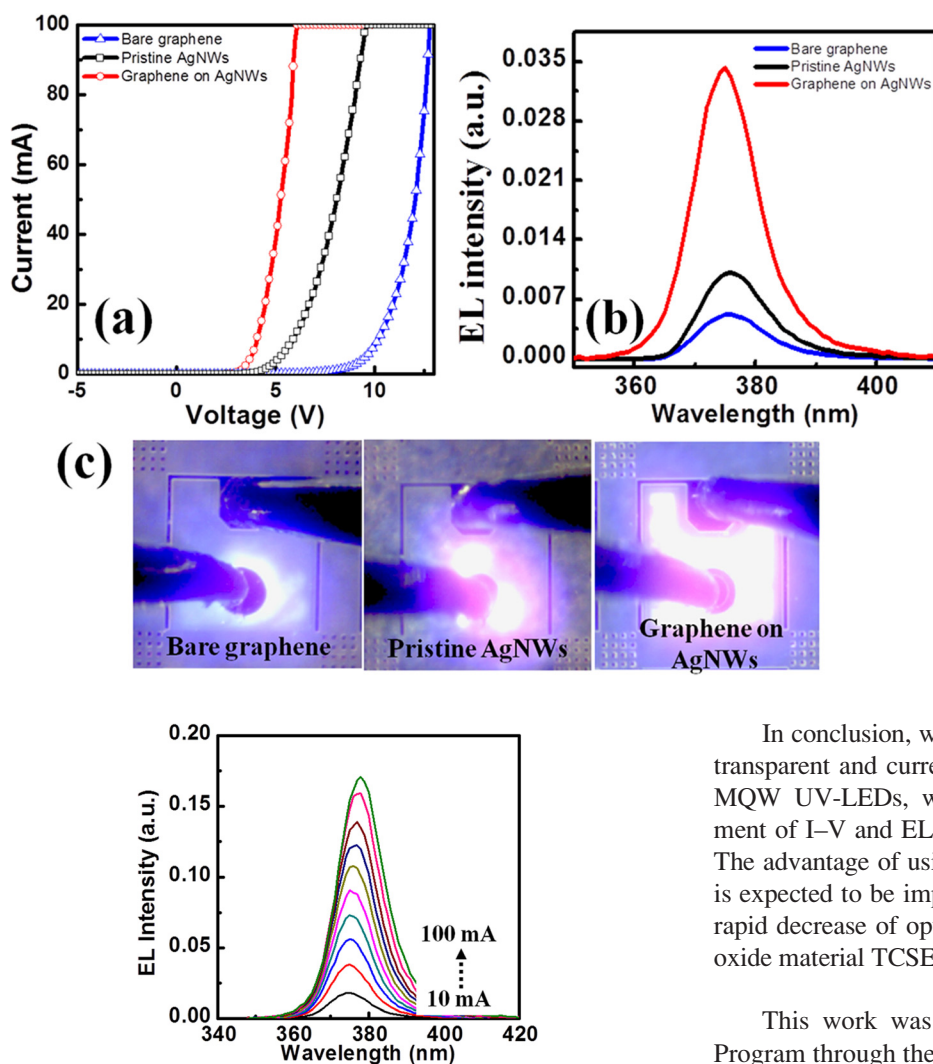 100
80
60
40
20
0
Current (mA)
Bare graphene
Pristine AgNWs
Graphene on AgNWs
(a)
-5 0 5 10
Voltage (V)
(b)
0.035
0.028
0.021
0.014
0.007
0.000
EL intensity (a.u.)
Bare graphene
Pristine AgNWs
Graphene on AgNWs
360 380 400
Wavelength (nm)
(c)
Bare graphene
Pristine AgNWs
Graphene on
AgNWs
0.20
0.15
0.10
0.05
0.00
EL Intensity (a.u.)
100 mA
10 mA
340 360 380 400 420
Wavelength (nm)
In conclusion, w
transparent and curre
MQW UV-LEDs, w
ment of I–V and EL
The advantage of usi
is expected to be imp
rapid decrease of op
oxide material TCSE
This work was
Program through the